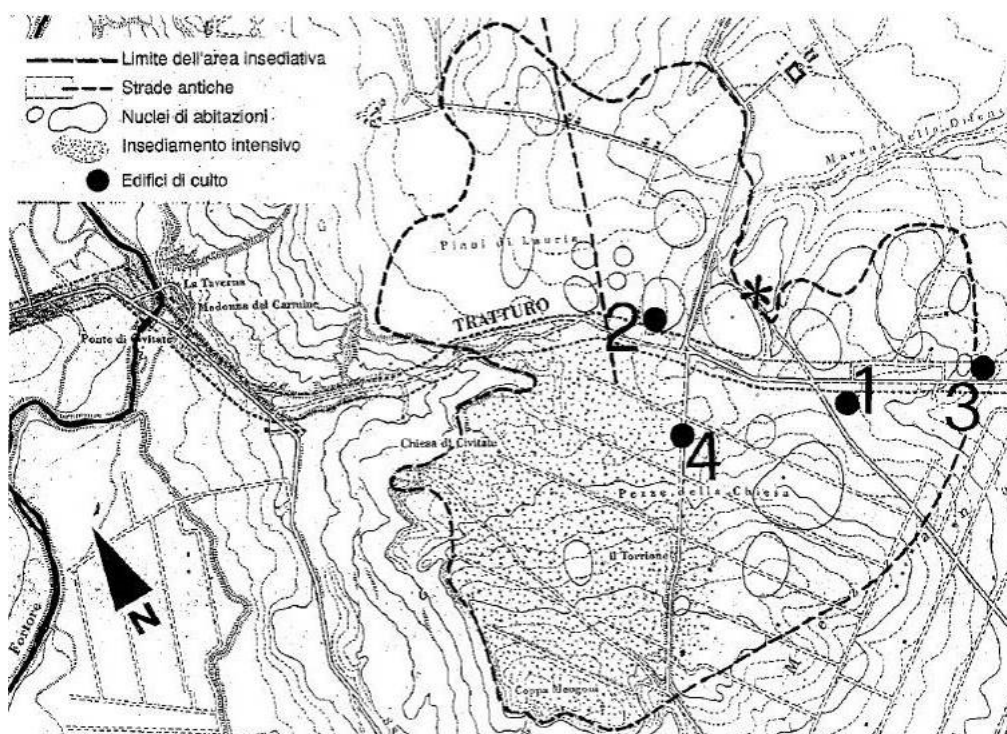 Limite dell'area insediativa
Strade antiche
Nuclei di abitazioni
Insediamento intensivo
Edifici di culto
Piani di Lauria
La Taverna
Madonna del Carmine
TRATTURO
Ponte di Civitate
2
1
3
Chiesa di Civitate
4
Pezze della Chiesa
il Torrione
N
Fortore
Coppa Mengoni